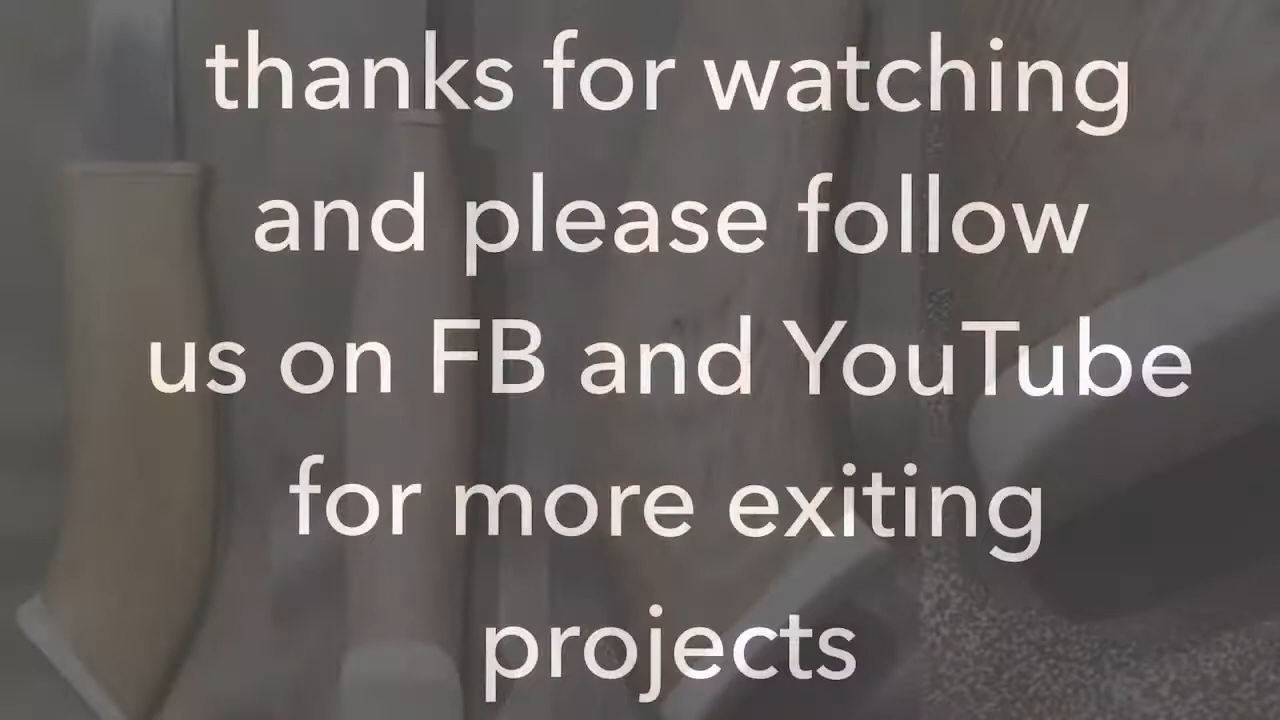 thanks for watching
and please follow
us on FB and YouTube
for more exiting
projects